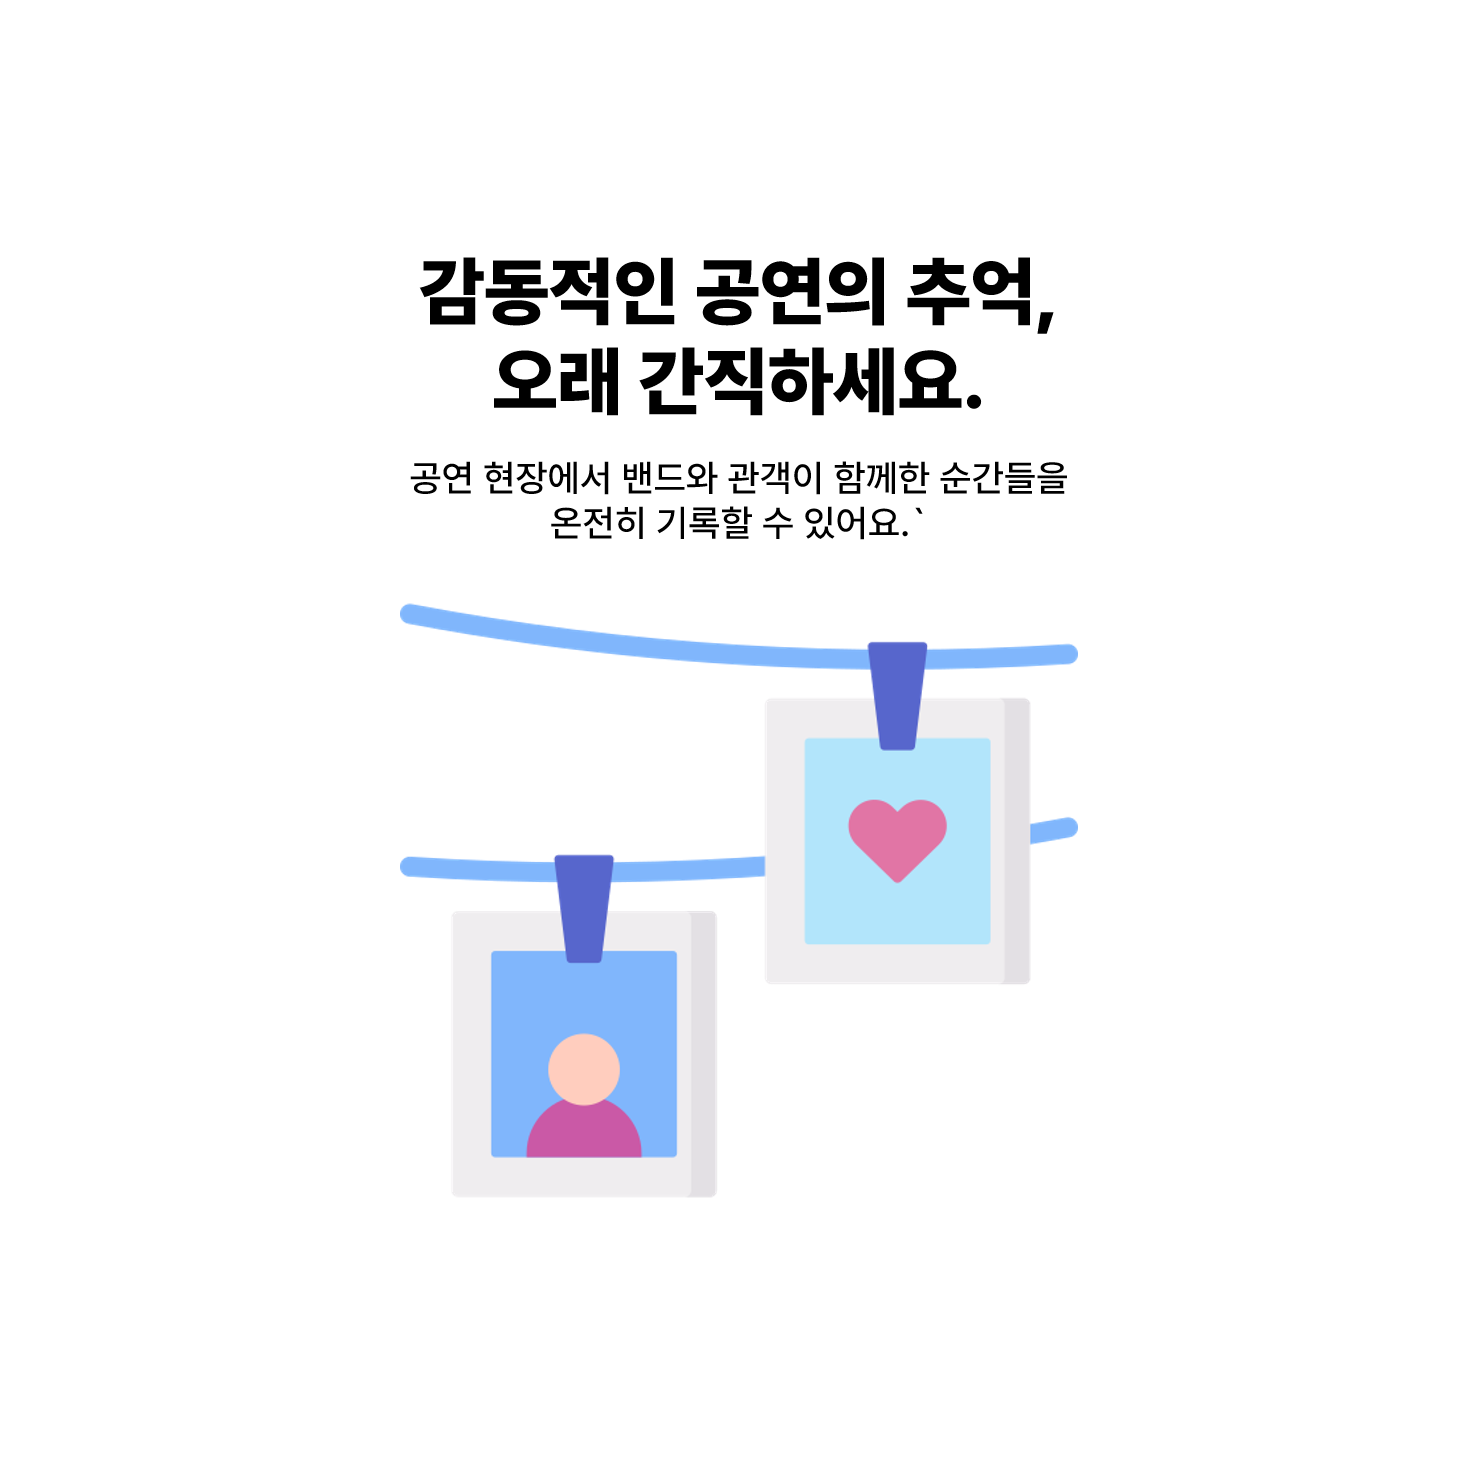 감동적인 공연의 추억,
오래 간직하세요.
공연 현장에서 밴드와 관객이 함께한 순간들을
온전히 기록할 수 있어요.`